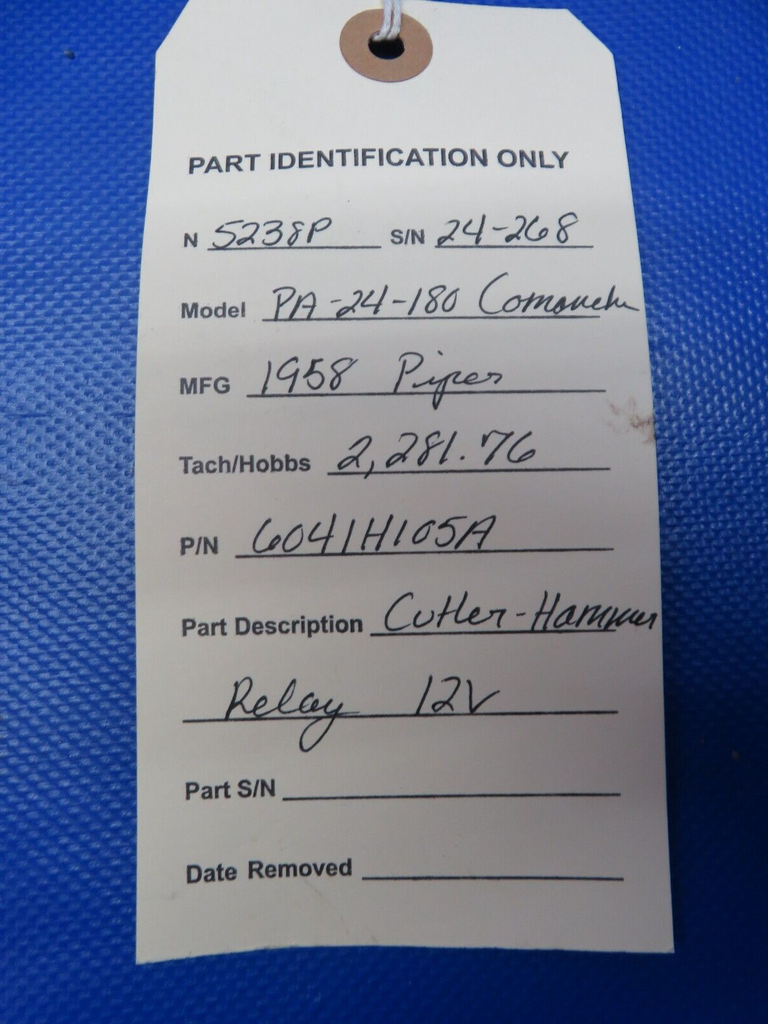 PART IDENTIFICATION ONLY
N 5238P S/N 24-268
Model PA-24-180 Comanche
MFG 1958 Piper
Tach/Hobbs 2,281.76
P/N 6041H105A
Part Description Cutler-Hammer
Relay 12V
Part S/N
Date Removed